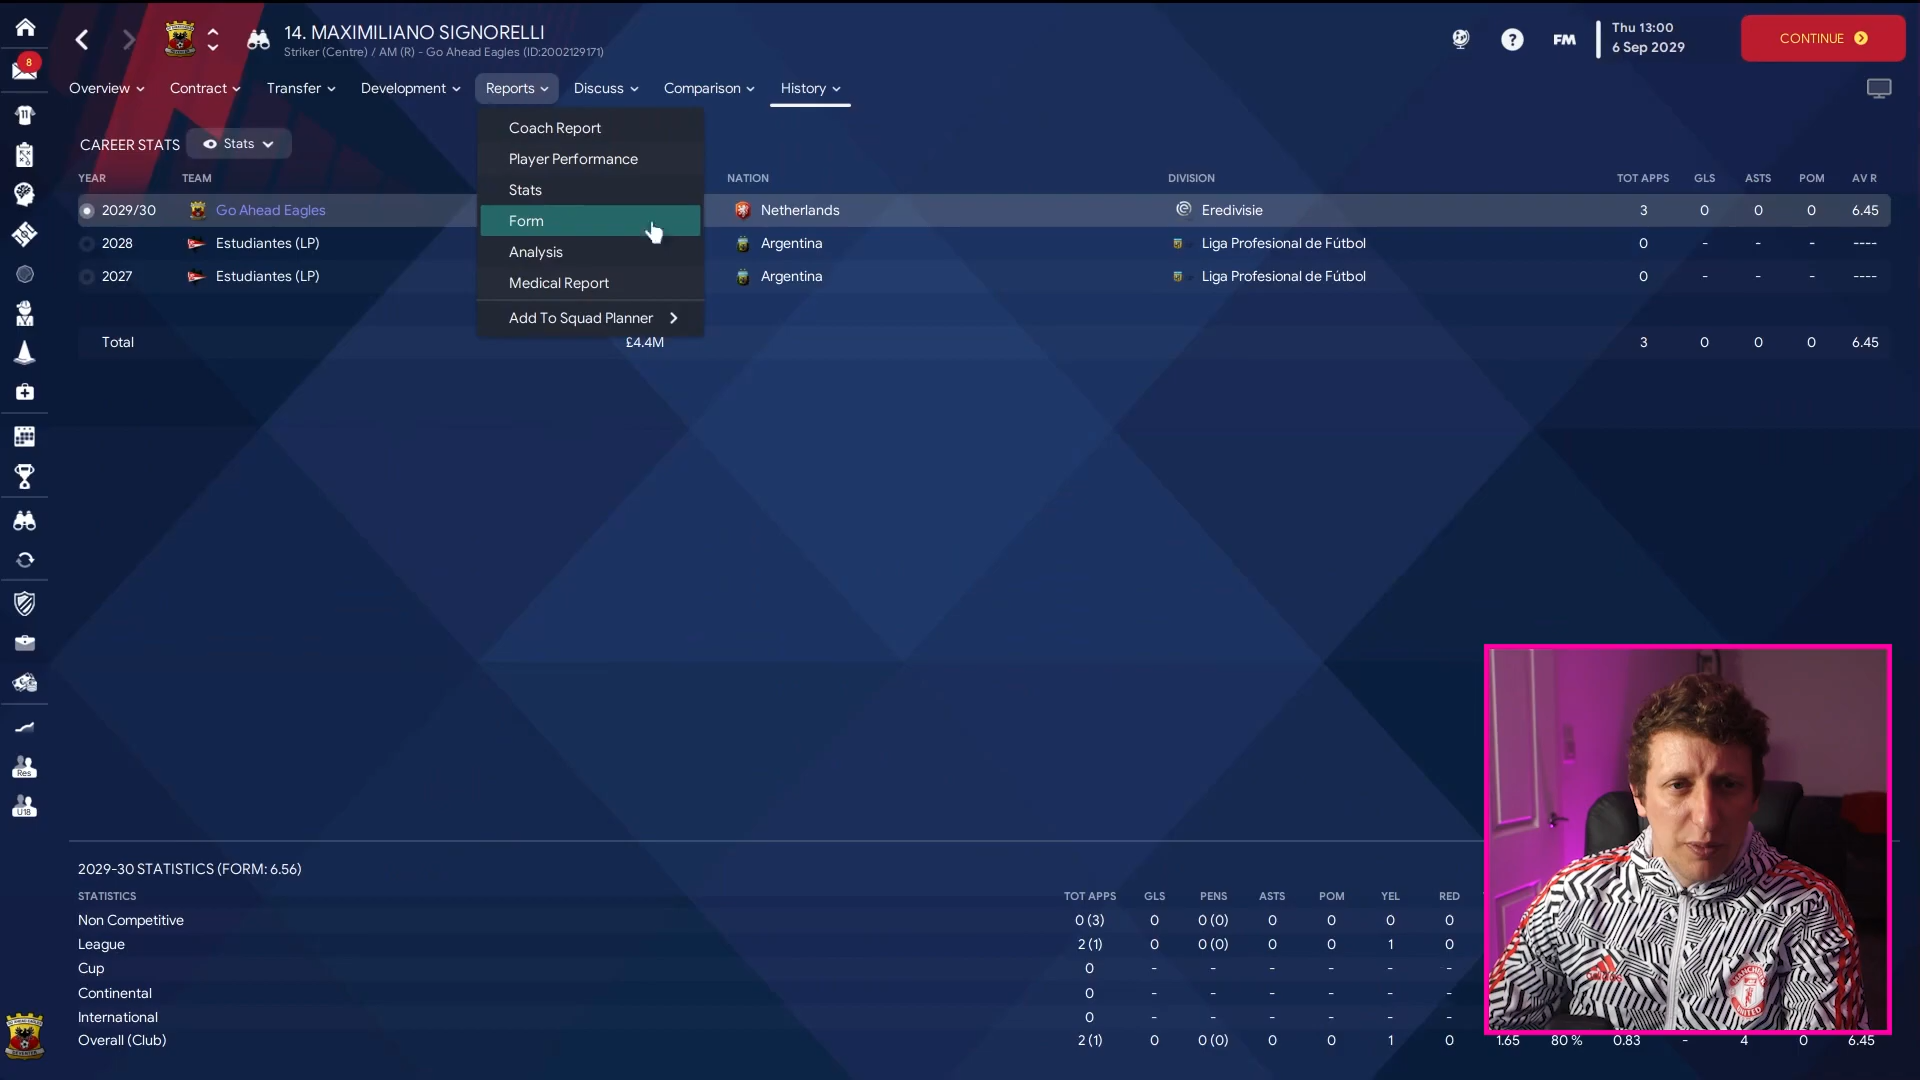 14. MAXIMILIANO SIGNORELLI
Striker (Centre) / AM (R) - Go Ahead Eagles (ID:2002129171)
FM
Thu 13:00
6 Sep 2029
CONTINUE
8
Overview
Contract
Transfer
Development
Reports
Discuss
Comparison
History
Coach Report
Player Performance
Stats
Form
Analysis
Medical Report
Add To Squad Planner
CAREER STATS
Stats
YEAR TEAM NATION DIVISION TOT APPS GLS ASTS POM AV R
2029/30 Go Ahead Eagles Netherlands Eredivisie 3 0 0 0 6.45
2028 Estudiantes (LP) Argentina Liga Profesional de Fútbol 0 - - - ----
2027 Estudiantes (LP) Argentina Liga Profesional de Fútbol 0 - - - ----
Total £4.4M 3 0 0 0 6.45
11
Res
U18
2029-30 STATISTICS (FORM: 6.56)
STATISTICS TOT APPS GLS PENS ASTS POM YEL RED
Non Competitive 0 (3) 0 0 (0) 0 0 0 0
League 2 (1) 0 0 (0) 0 0 1 0
Cup 0 - - - - - -
Continental 0 - - - - - -
International 0 - - - - - -
Overall (Club) 2 (1) 0 0 (0) 0 0 1 0 1.65 80 % 0.83 - 4 0 6.45
adidas
MANCHESTER
UNITED